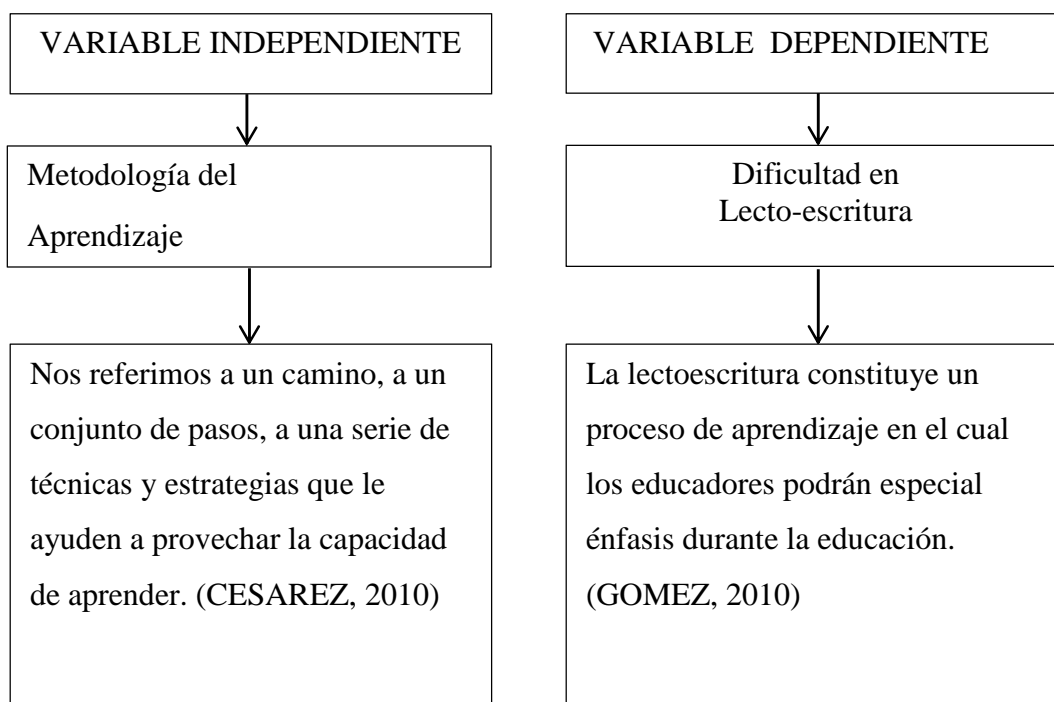 VARIABLE INDEPENDIENTE
Metodología del
Aprendizaje
Nos referimos a un camino, a un
conjunto de pasos, a una serie de
técnicas y estrategias que le
ayuden a provechar la capacidad
de aprender. (CESAREZ, 2010)
VARIABLE DEPENDIENTE
Dificultad en
Lecto-escritura
La lectoescritura constituye un
proceso de aprendizaje en el cual
los educadores podrán especial
énfasis durante la educación.
(GOMEZ, 2010)